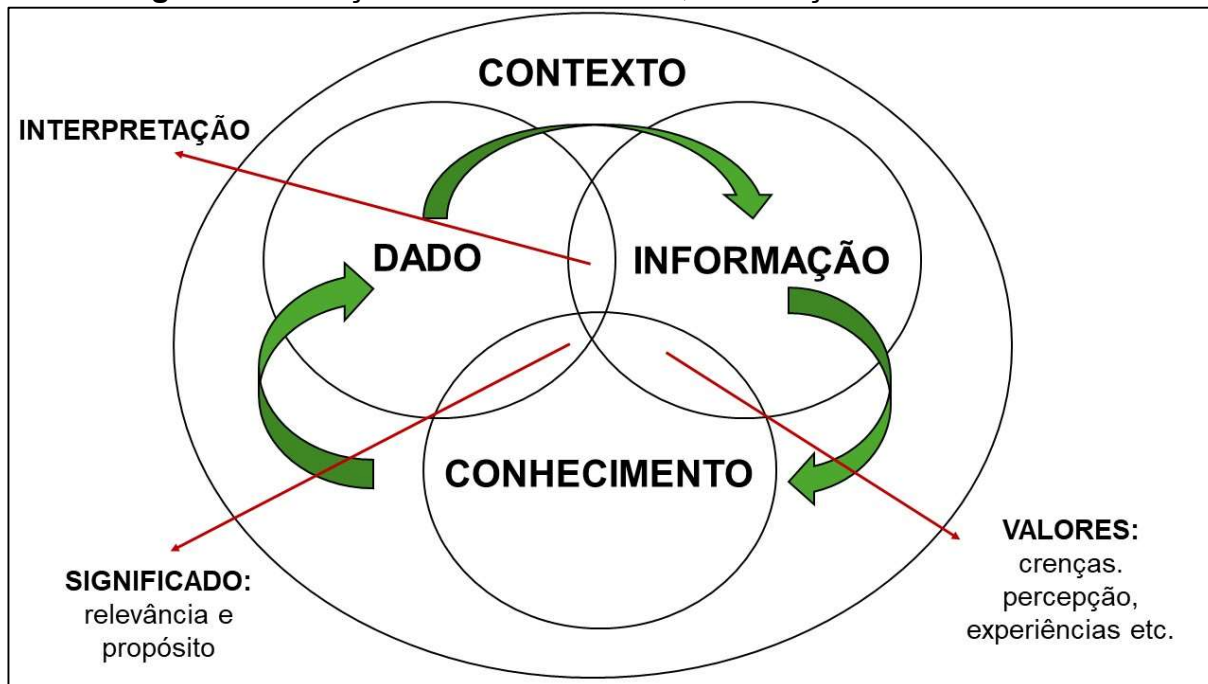 CONTEXTO
INTERPRETAÇÃO
DADO
INFORMAÇÃO
CONHECIMENTO
SIGNIFICADO:
relevância e
propósito
VALORES:
crenças.
percepção,
experiências etc.